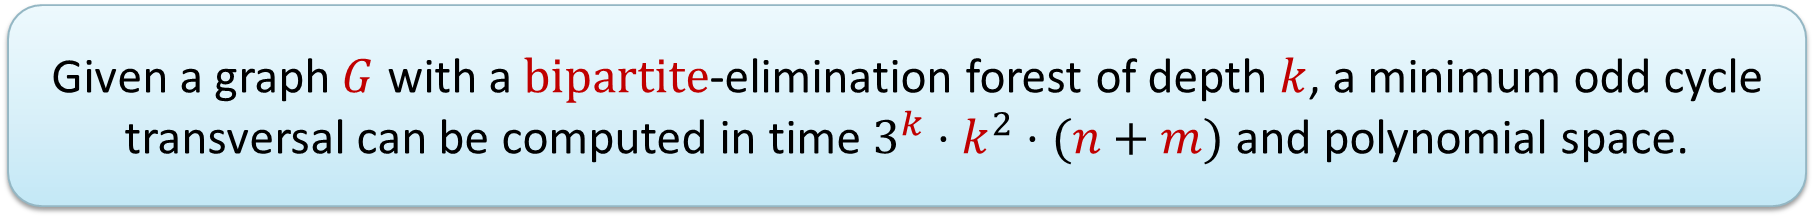 Given a graph G with a bipartite-elimination forest of depth k, a minimum odd cycle
transversal can be computed in time 3^k · k^2 · (n + m) and polynomial space.